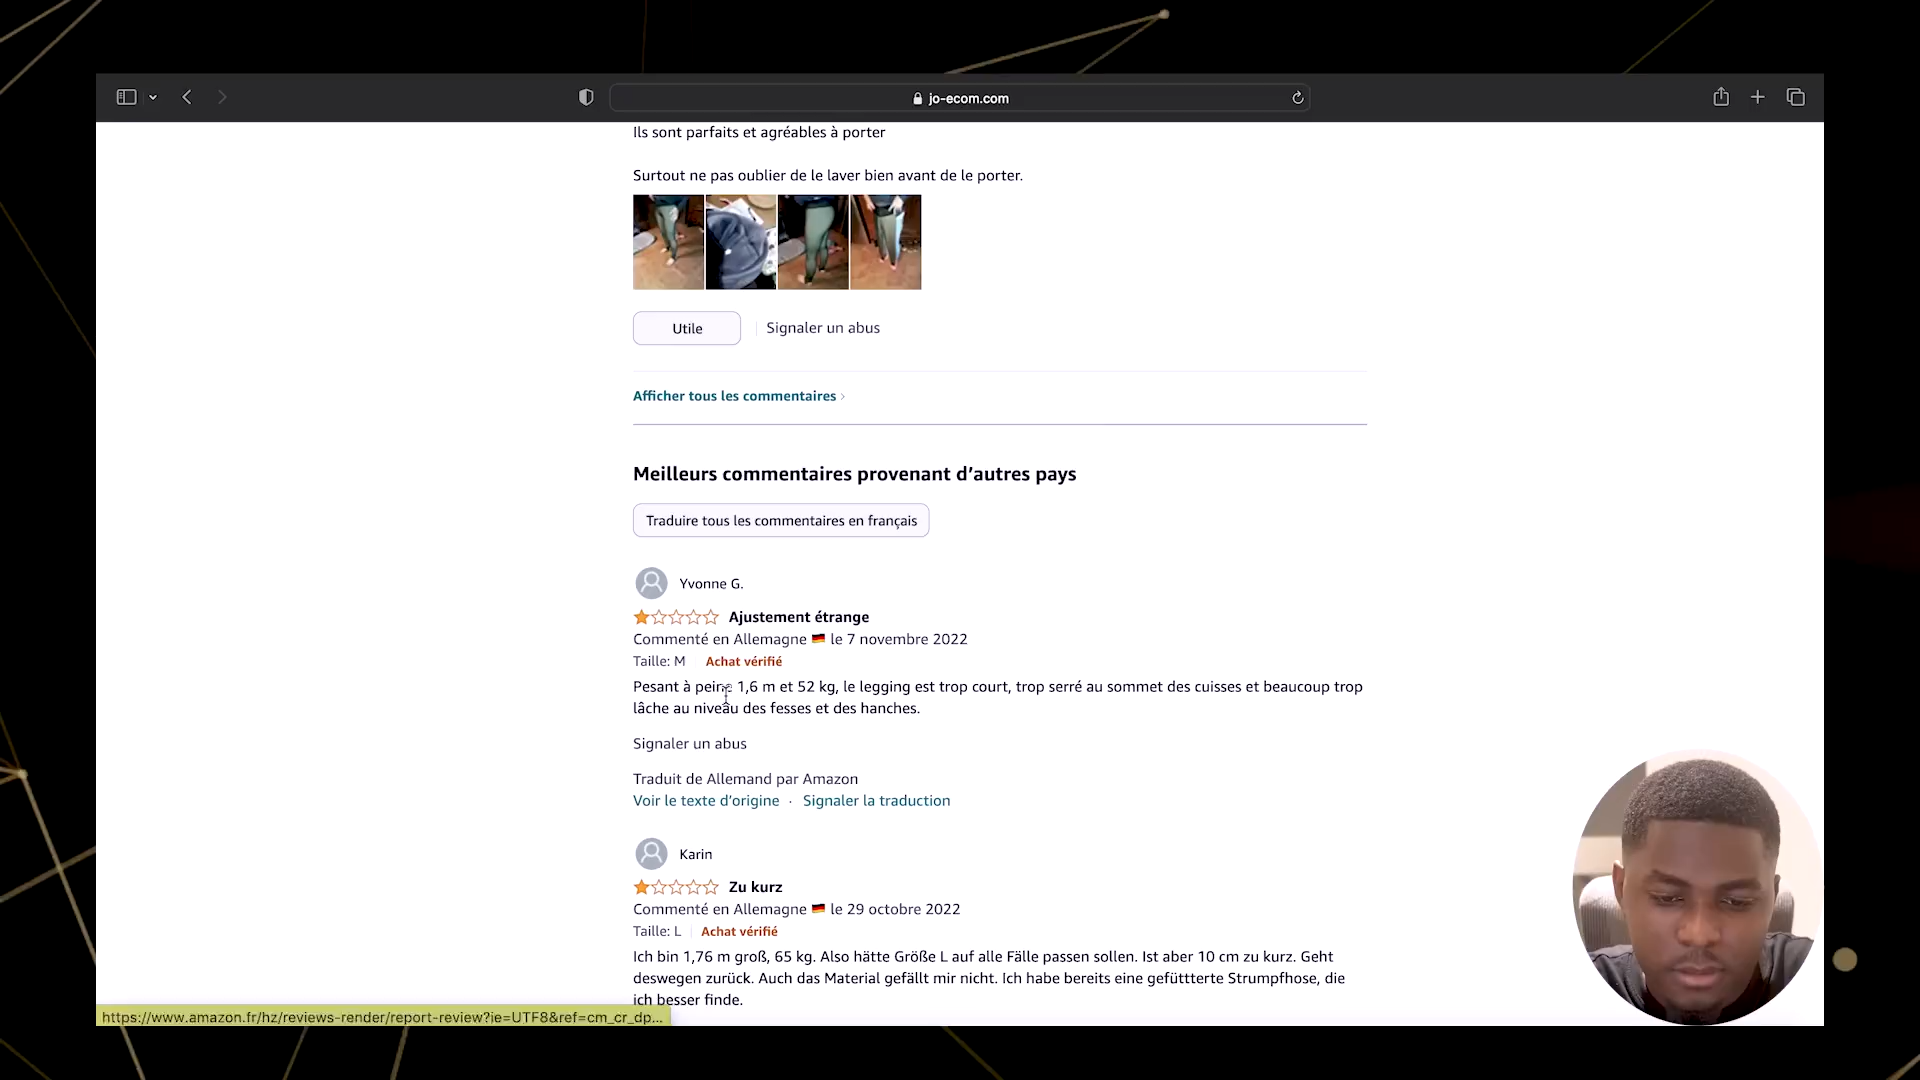 jo-ecom.com
Ils sont parfaits et agréables à porter
Surtout ne pas oublier de le laver bien avant de le porter.
Utile
Signaler un abus
Afficher tous les commentaires ›
Meilleurs commentaires provenant d’autres pays
Traduire tous les commentaires en français
Yvonne G.
Ajustement étrange
Commenté en Allemagne le 7 novembre 2022
Taille: M Achat vérifié
Pesant à peine 1,6 m et 52 kg, le legging est trop court, trop serré au sommet des cuisses et beaucoup trop
lâche au niveau des fesses et des hanches.
Signaler un abus
Traduit de Allemand par Amazon
Voir le texte d’origine · Signaler la traduction
Karin
Zu kurz
Commenté en Allemagne le 29 octobre 2022
Taille: L Achat vérifié
Ich bin 1,76 m groß, 65 kg. Also hätte Größe L auf alle Fälle passen sollen. Ist aber 10 cm zu kurz. Geht
deswegen zurück. Auch das Material gefällt mir nicht. Ich habe bereits eine gefüttterte Strumpfhose, die
ich besser finde.
https://www.amazon.fr/hz/reviews-render/report-review?ie=UTF8&ref=cm_cr_dp...